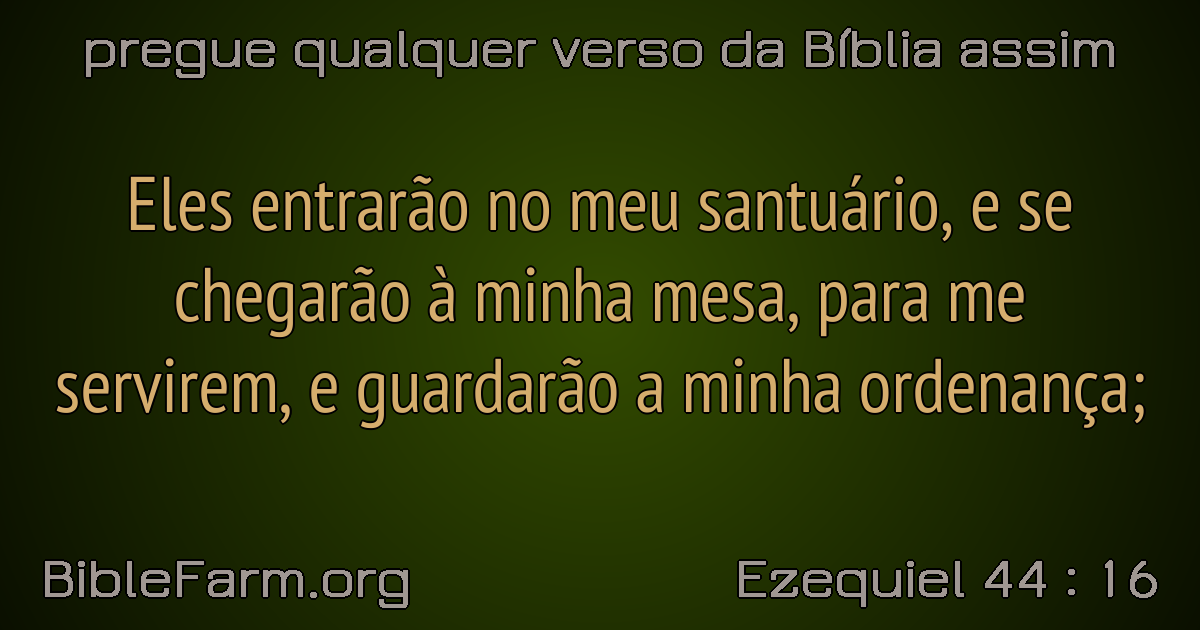 pregue qualquer verso da Bíblia assim
Eles entrarão no meu santuário, e se
chegarão à minha mesa, para me
servirem, e guardarão a minha ordenança;
BibleFarm.org
Ezequiel 44 : 16